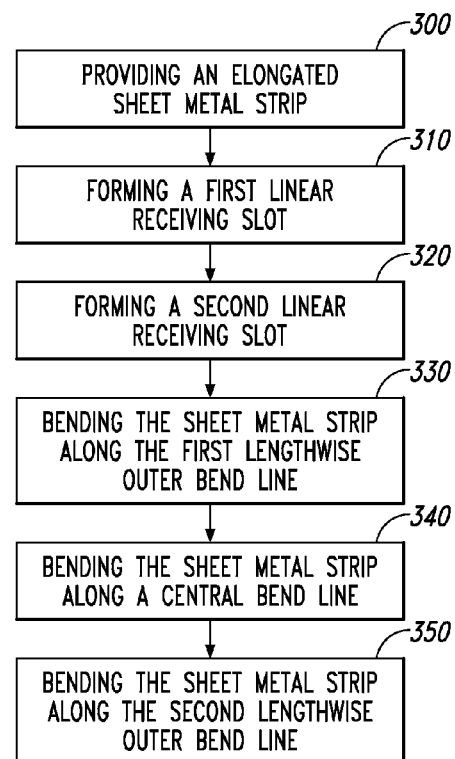 300
PROVIDING AN ELONGATED
SHEET METAL STRIP
310
FORMING A FIRST LINEAR
RECEIVING SLOT
320
FORMING A SECOND LINEAR
RECEIVING SLOT
330
BENDING THE SHEET METAL STRIP
ALONG THE FIRST LENGTHWISE
OUTER BEND LINE
340
BENDING THE SHEET METAL STRIP
ALONG A CENTRAL BEND LINE
350
BENDING THE SHEET METAL STRIP
ALONG THE SECOND LENGTHWISE
OUTER BEND LINE